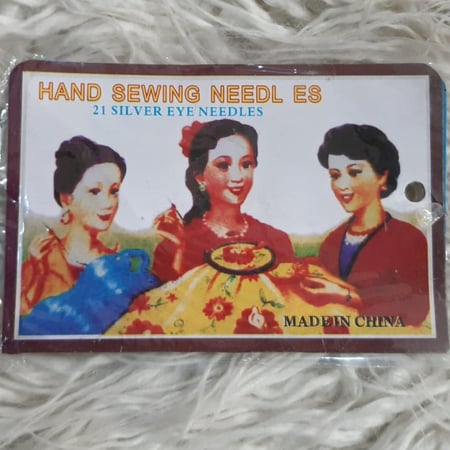 HAND SEWING NEEDL ES
21 SILVER EYE NEEDLES
MADE IN CHINA